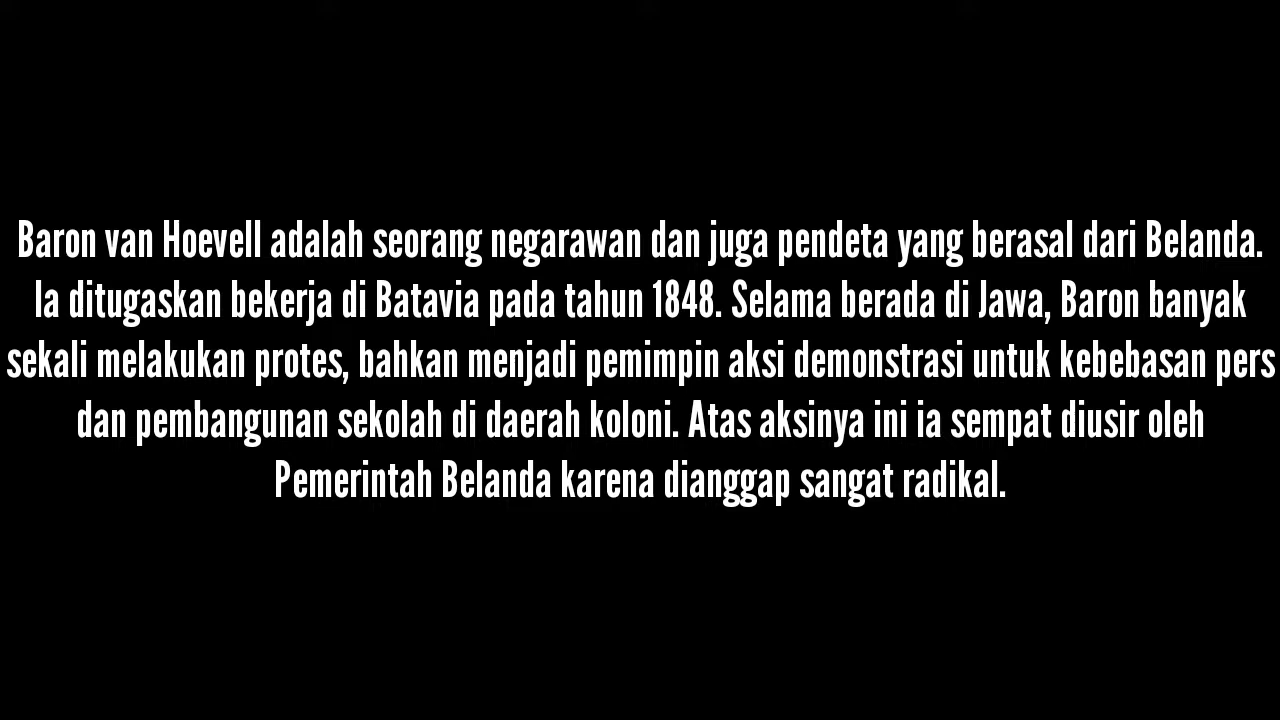 Baron van Hoevell adalah seorang negarawan dan juga pendeta yang berasal dari Belanda.
Ia ditugaskan bekerja di Batavia pada tahun 1848. Selama berada di Jawa, Baron banyak
sekali melakukan protes, bahkan menjadi pemimpin aksi demonstrasi untuk kebebasan pers
dan pembangunan sekolah di daerah koloni. Atas aksinya ini ia sempat diusir oleh
Pemerintah Belanda karena dianggap sangat radikal.